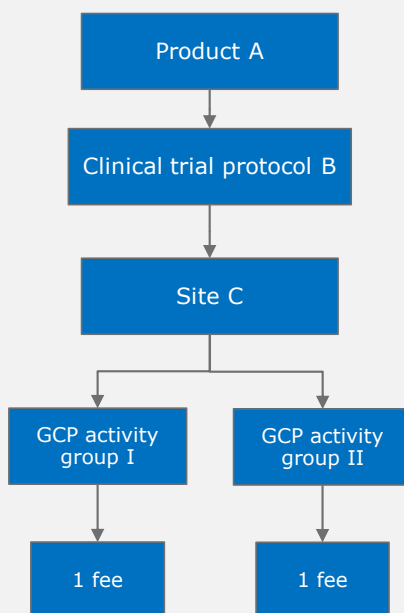 Product A
Clinical trial protocol B
Site C
GCP activity
group I
GCP activity
group II
1 fee
1 fee